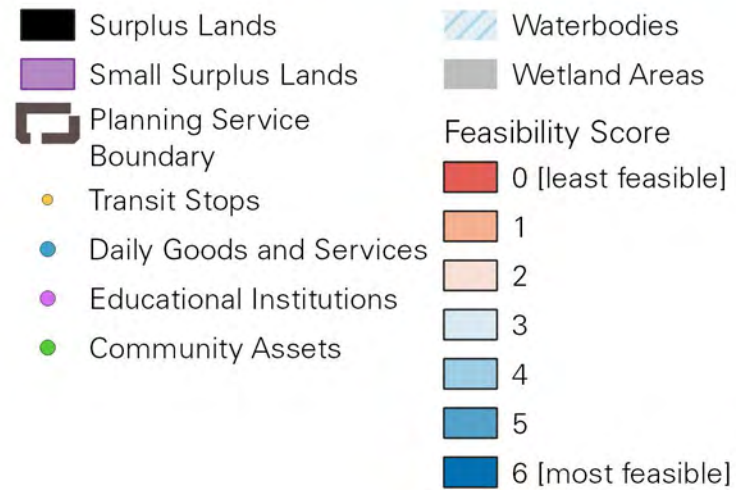 Surplus Lands
Small Surplus Lands
Planning Service
Boundary
Transit Stops
Daily Goods and Services
Educational Institutions
Community Assets
Waterbodies
Wetland Areas
Feasibility Score
0 [least feasible]
1
2
3
4
5
6 [most feasible]